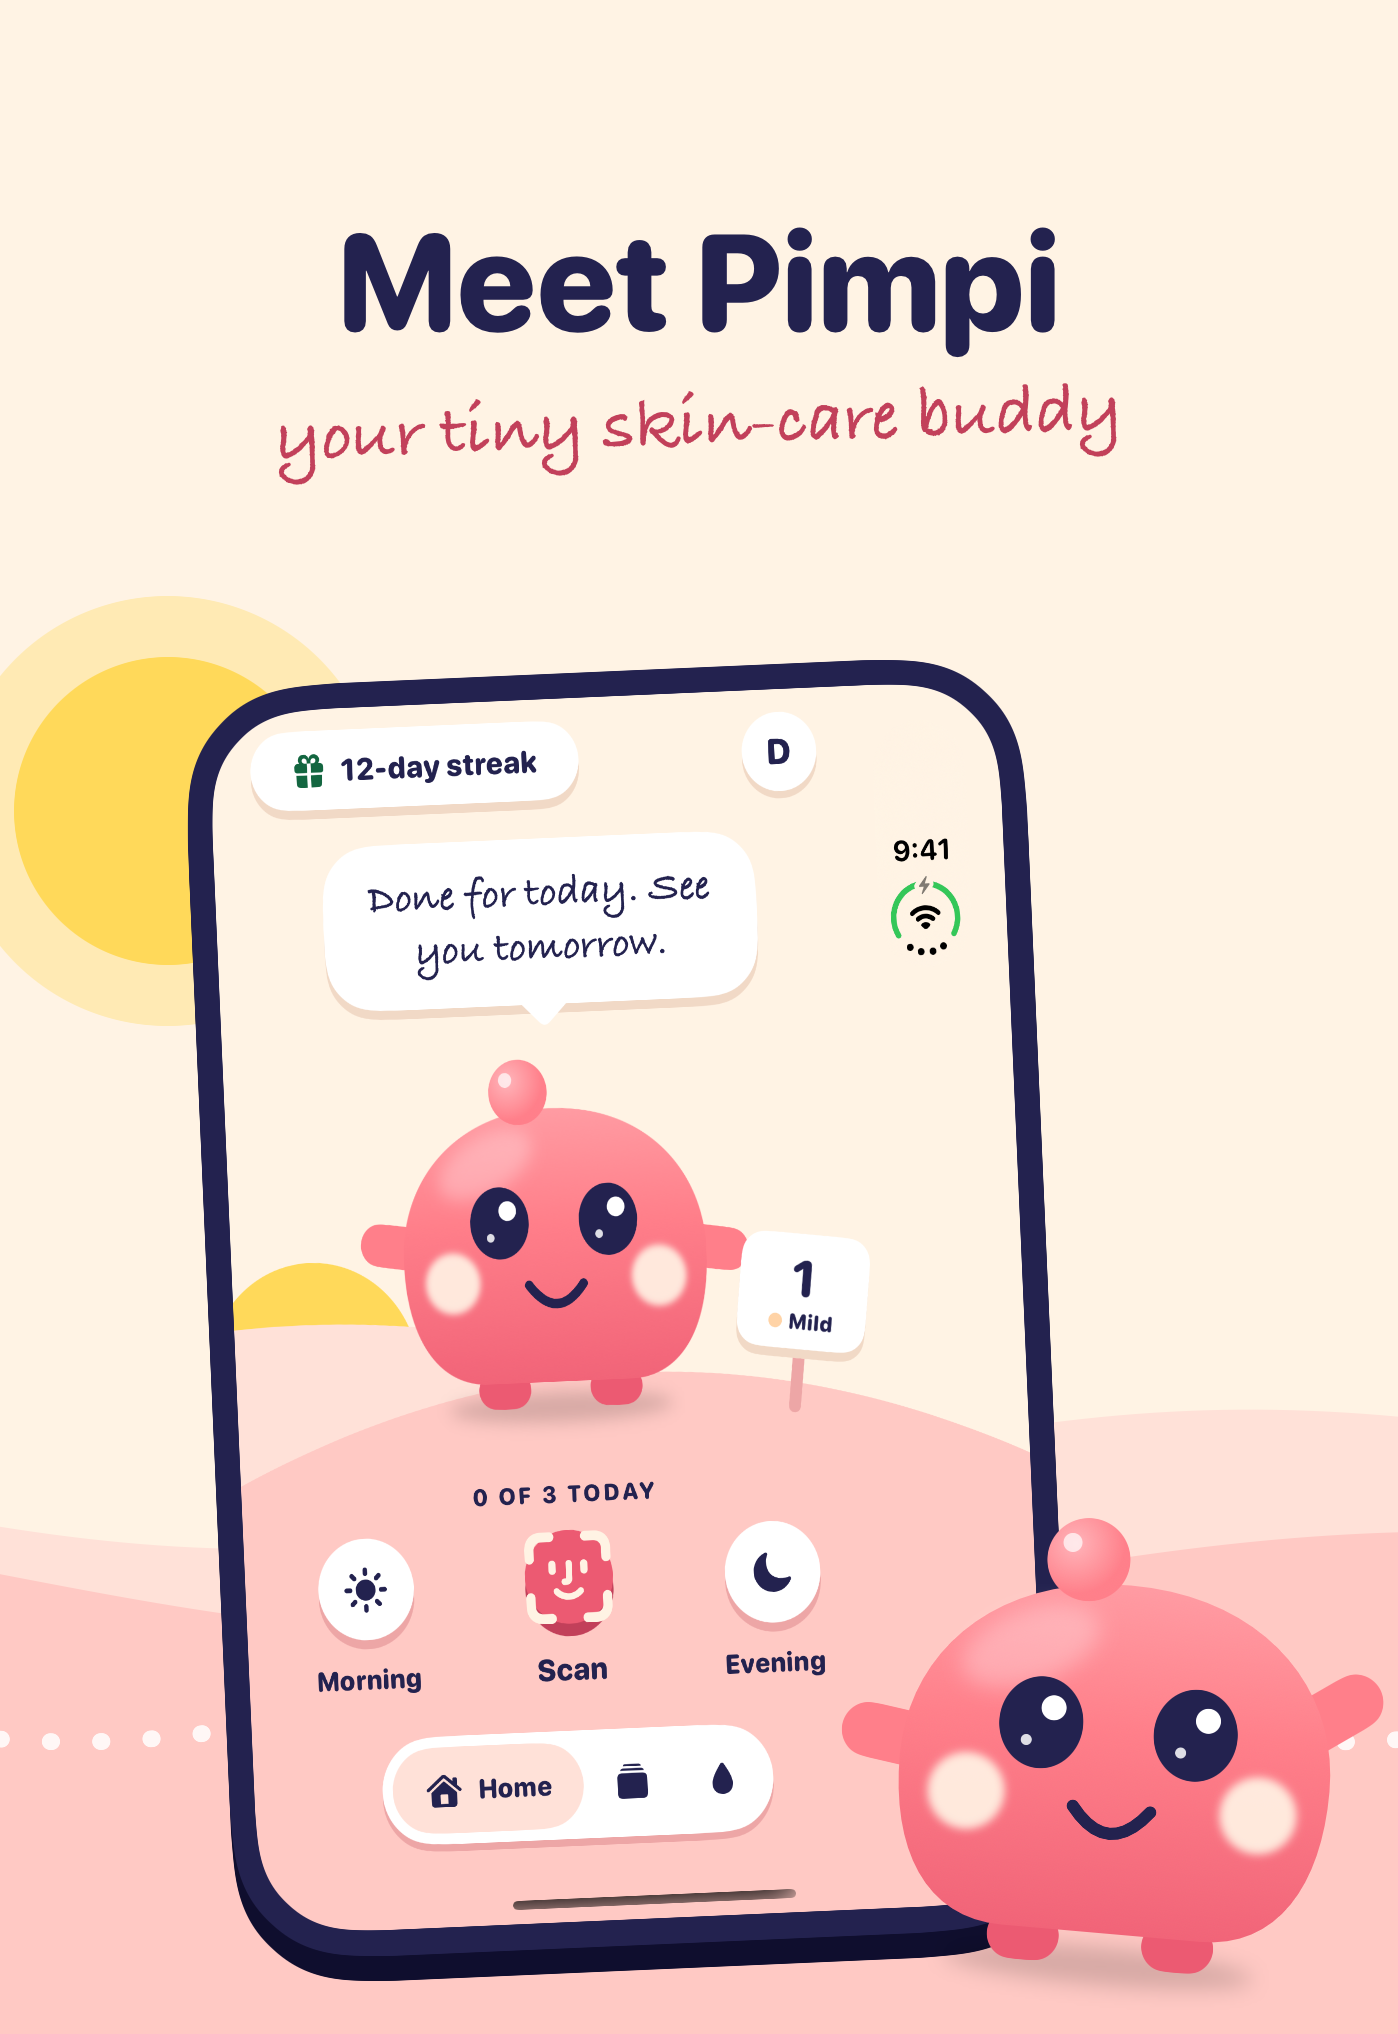 Meet Pimpi
your tiny skin-care buddy
12-day streak
D
9:41
Done for today. See
you tomorrow.
1
Mild
0 OF 3 TODAY
Morning
Scan
Evening
Home